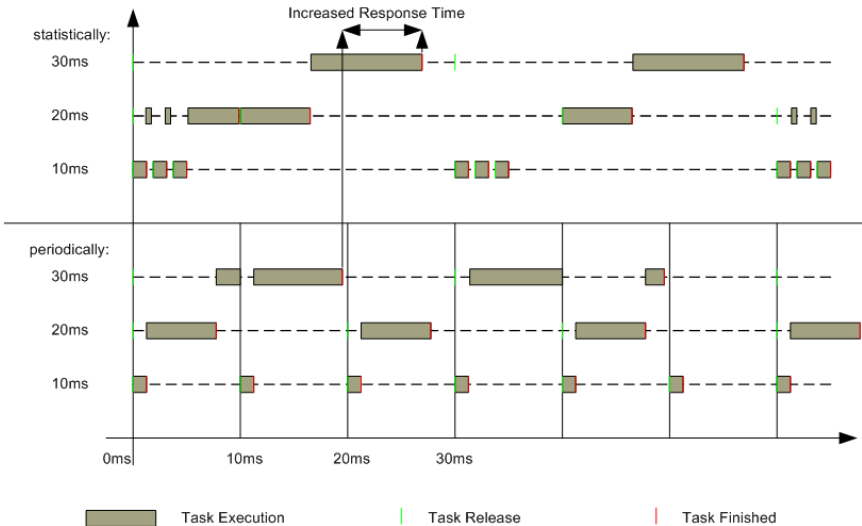 Increased Response Time
statistically:
30ms
20ms
10ms
periodically:
30ms
20ms
10ms
0ms 10ms 20ms 30ms
Task Execution Task Release Task Finished